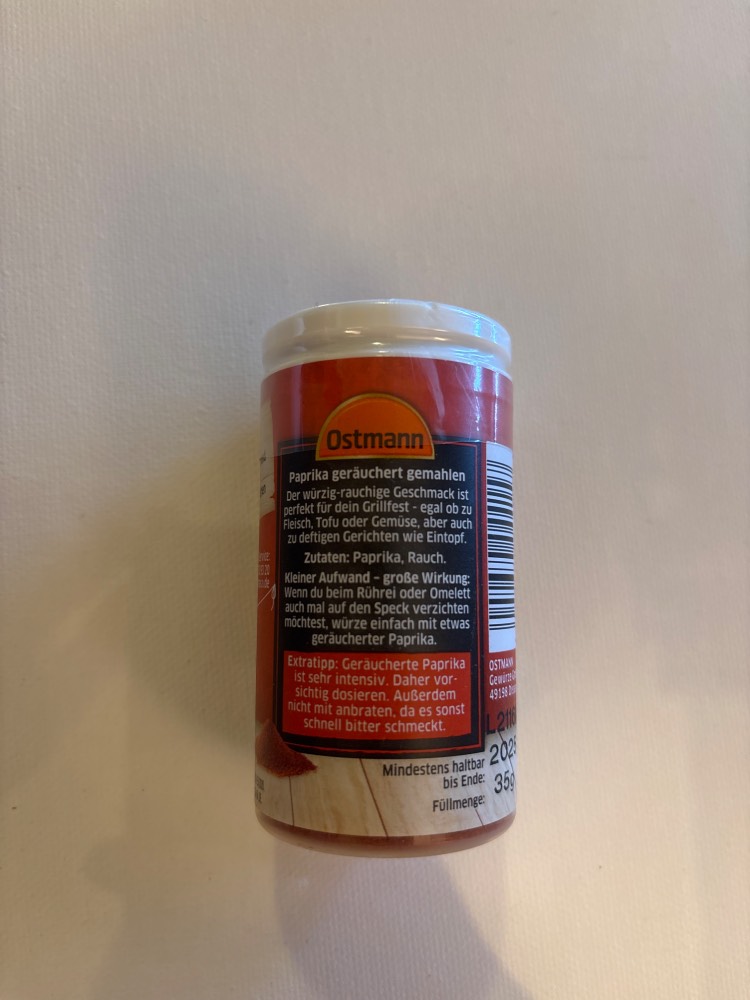 Ostmann
Paprika geräuchert gemahlen
Der würzig-rauchige Geschmack ist
perfekt für dein Grillfest - egal ob zu
Fleisch, Tofu oder Gemüse, aber auch
zu deftigen Gerichten wie Eintopf.
Zutaten: Paprika, Rauch.
Kleiner Aufwand – große Wirkung:
Wenn du beim Rührei oder Omelett
auch mal auf den Speck verzichten
möchtest, würze einfach mit etwas
geräucherter Paprika.
Extratipp: Geräucherte Paprika
ist sehr intensiv. Daher vor-
sichtig dosieren. Außerdem
nicht mit anbraten, da es sonst
schnell bitter schmeckt.
OSTMANN
49196
Mindestens haltbar
bis Ende: 2025
Füllmenge: 35g